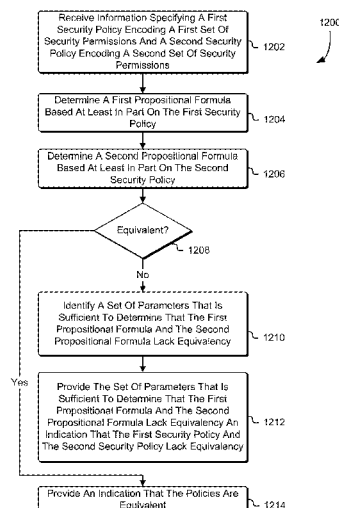 1200
Receive Information Specifying A First
Security Policy Encoding A First Set Of
Security Permissions And A Second Security
Policy Encoding A Second Set Of Security
Permissions
1202
Determine A First Propositional Formula
Based At Least In Part On The First Security
Policy
1204
Determine A Second Propositional Formula
Based At Least In Part On The Second
Security Policy
1206
Equivalent?
1208
No
Identify A Set Of Parameters That Is
Sufficient To Determine That The First
Propositional Formula And The Second
Propositional Formula Lack Equivalency
1210
Yes
Provide The Set Of Parameters That Is
Sufficient To Determine That The First
Propositional Formula And The Second
Propositional Formula Lack Equivalency An
Indication That The First Security Policy And
The Second Security Policy Lack Equivalency
1212
Provide An Indication That The Policies Are
Equivalent
1214